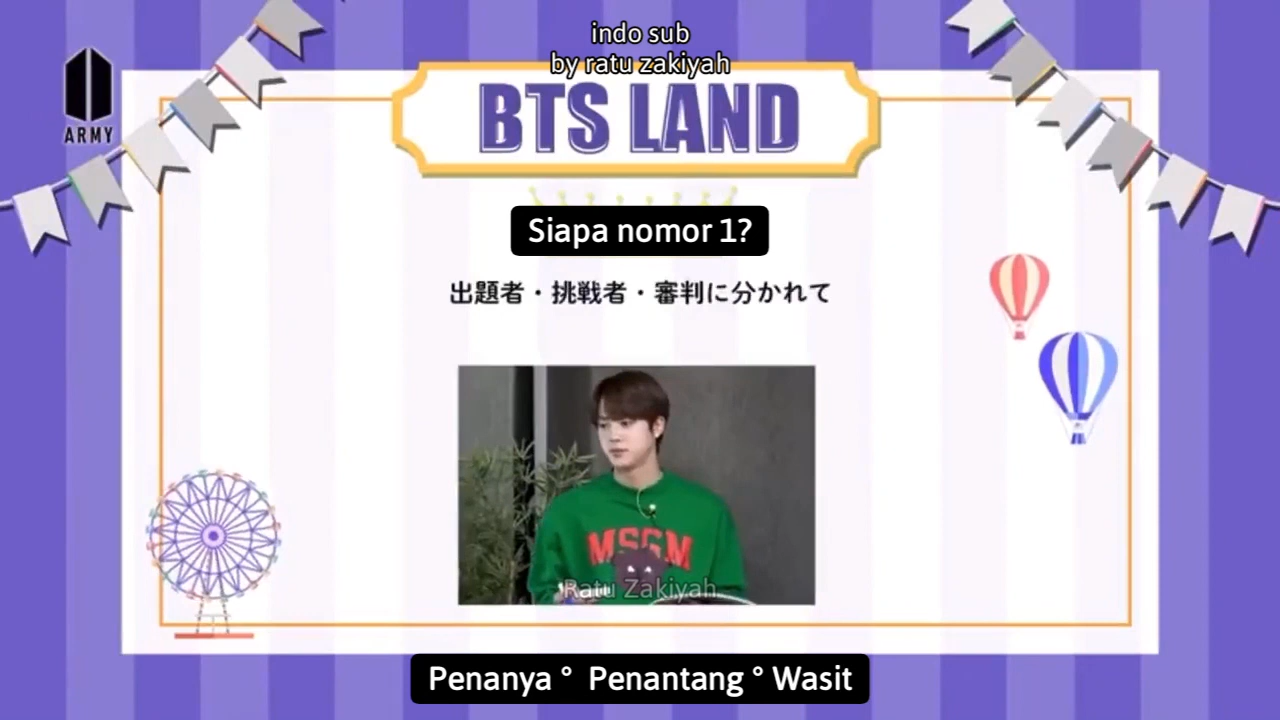 indo sub
by ratu zakiyah
ARMY
BTS LAND
Siapa nomor 1?
出題者・挑戦者・審判に分かれて
MSGM
Ratu Zakiyah
Penanya ° Penantang ° Wasit